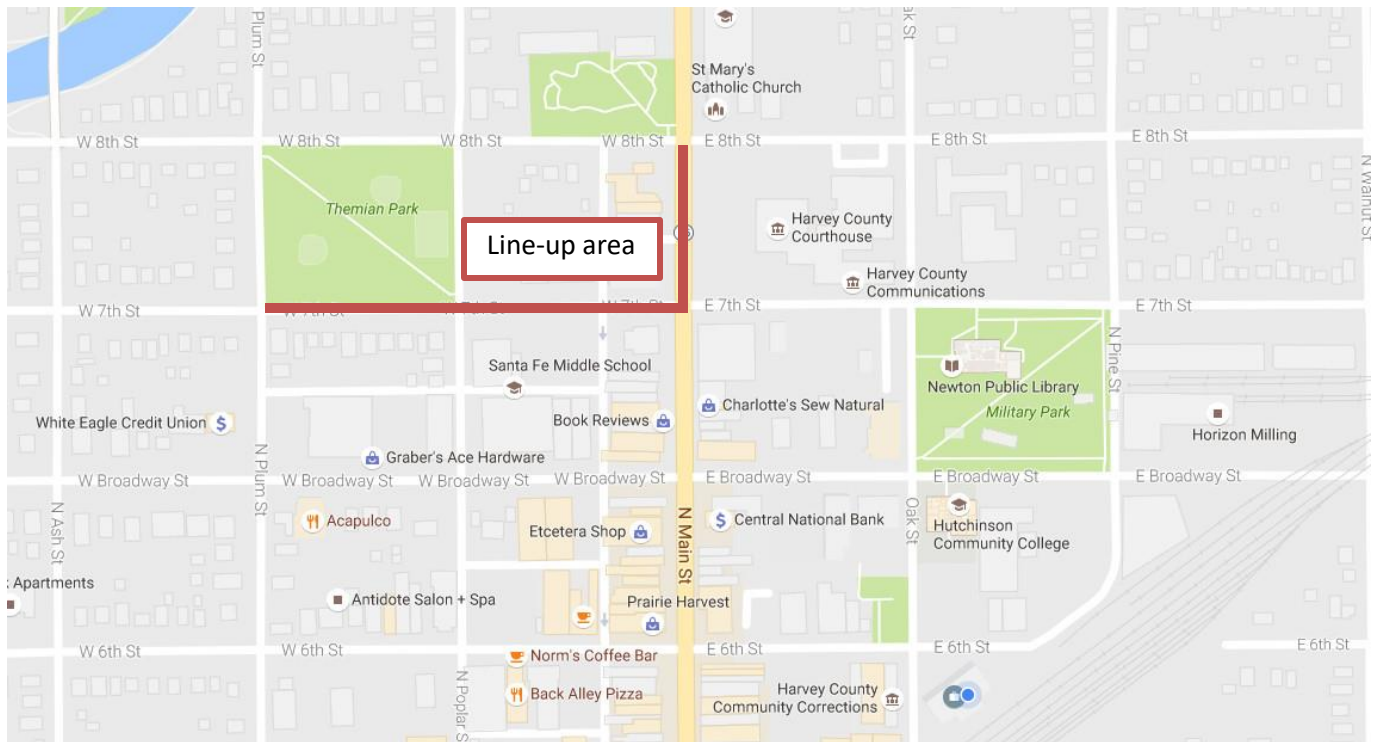 Plum St
ak St
St Mary's
Catholic Church
W 8th St
W 8th St
W 8th St
W 8th St
E 8th St
E 8th St
E 8th St
N Walnut St
Themian Park
Line-up area
Harvey County
Courthouse
Harvey County
Communications
W 7th St
E 7th St
E 7th St
N Pine St
Santa Fe Middle School
Newton Public Library
Military Park
White Eagle Credit Union
Book Reviews
Charlotte's Sew Natural
Horizon Milling
Graber's Ace Hardware
N Plum St
W Broadway St
W Broadway St
W Broadway St
W Broadway St
E Broadway St
E Broadway St
E Broadway St
N Ash St
Acapulco
Etcetera Shop
N Main St
Central National Bank
Oak St
Hutchinson
Community College
Apartments
Antidote Salon + Spa
Prairie Harvest
W 6th St
W 6th St
Norm's Coffee Bar
E 6th St
E 6th St
E 6th St
N Poplar S
Back Alley Pizza
Harvey County
Community Corrections